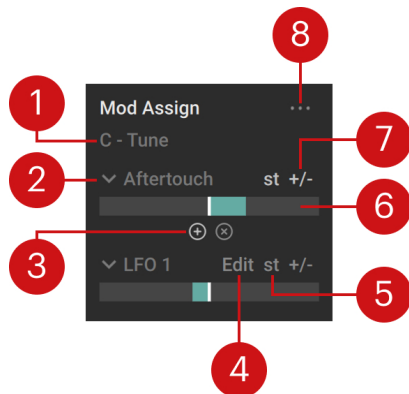 8
Mod Assign ...
1
C - Tune
7
2
Aftertouch st +/-
6
3
LFO 1 Edit st +/-
5
4